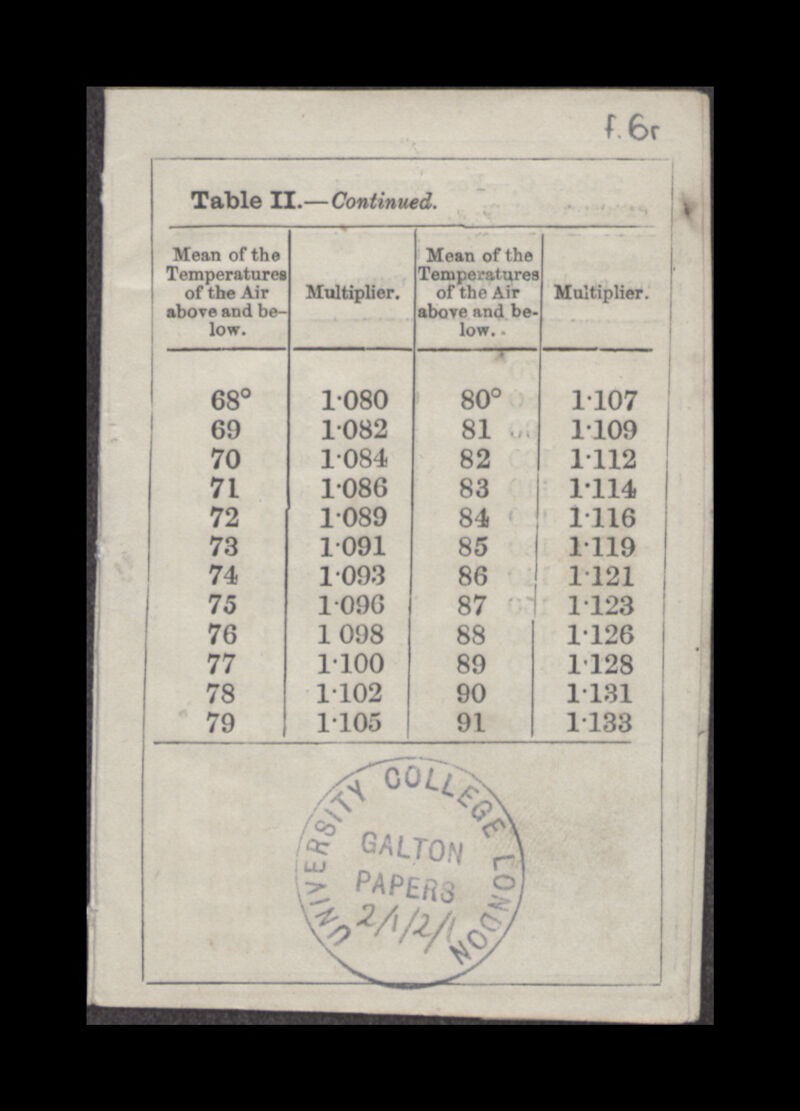 f. 6r
Table II.—Continued.
Mean of the Temperatures of the Air above and be- low. | Multiplier. | Mean of the Temperatures of the Air above and be- low. | Multiplier.
68° 1·080 80° 1·107
69 1·082 81 1·109
70 1·084 82 1·112
71 1·086 83 1·114
72 1·089 84 1·116
73 1·091 85 1·119
74 1·093 86 1·121
75 1·096 87 1·123
76 1 098 88 1·126
77 1·100 89 1·128
78 1·102 90 1·131
79 1·105 91 1·133
UNIVERSITY COLLEGE LONDON
GALTON
PAPERS
2/1/2/1